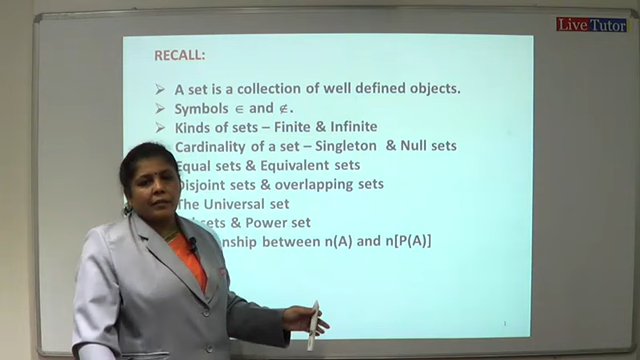 Live Tutor
RECALL:
➢ A set is a collection of well defined objects.
➢ Symbols ∈ and ∉.
➢ Kinds of sets – Finite & Infinite
Cardinality of a set – Singleton & Null sets
Equal sets & Equivalent sets
Disjoint sets & overlapping sets
The Universal set
sets & Power set
between n(A) and n[P(A)]
1